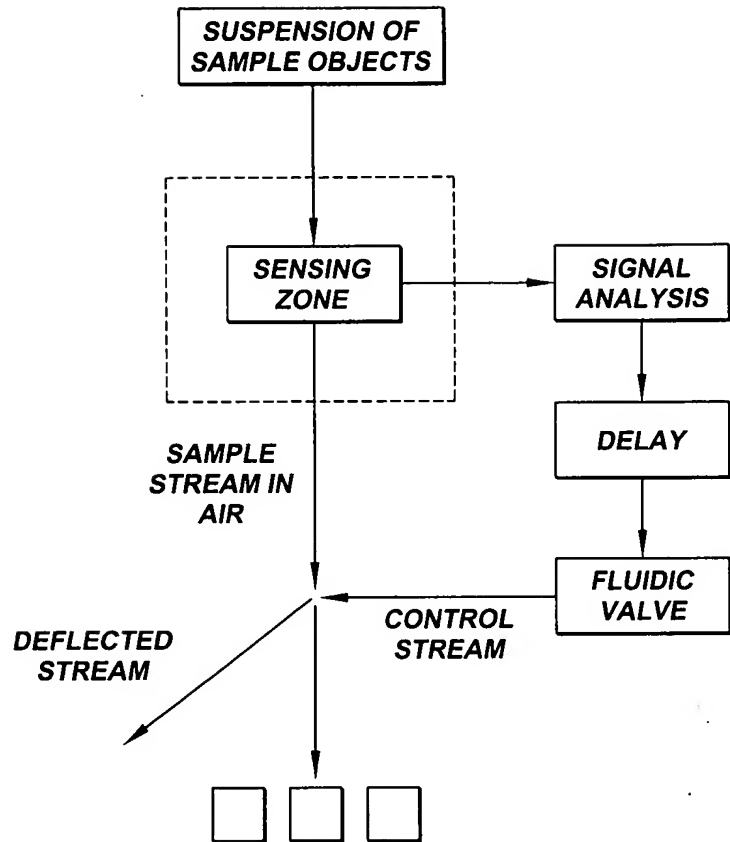 SUSPENSION OF
SAMPLE OBJECTS
SENSING
ZONE
SIGNAL
ANALYSIS
DELAY
SAMPLE
STREAM IN
AIR
FLUIDIC
VALVE
CONTROL
STREAM
DEFLECTED
STREAM